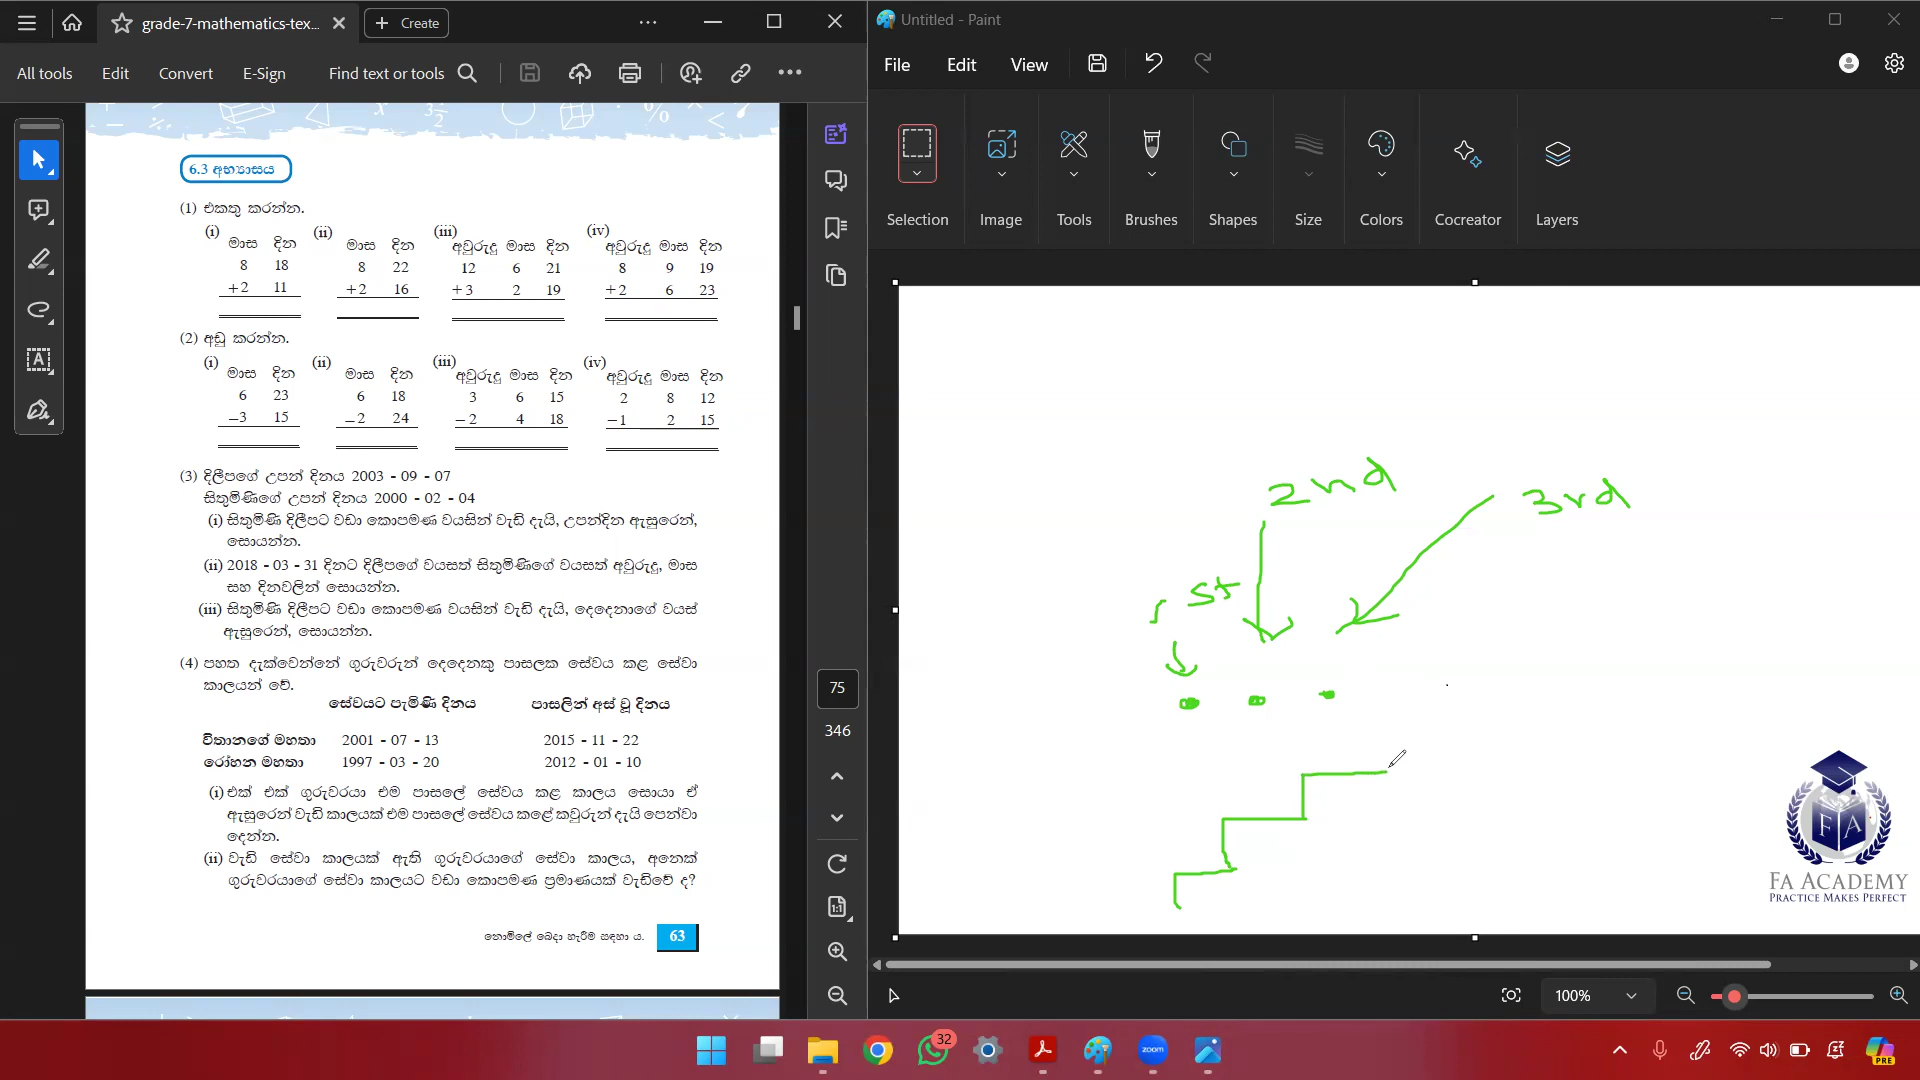 grade-7-mathematics-tex...
Create
All tools
Edit
Convert
E-Sign
Find text or tools
6.3 අභ්‍යාසය
(1) එකතු කරන්න.
(i) (ii) (iii) (iv)
මාස දින මාස දින අවුරුදු මාස දින අවුරුදු මාස දින
8 18 8 22 12 6 21 8 9 19
+2 11 +2 16 +3 2 19 +2 6 23
(2) අඩු කරන්න.
(i) (ii) (iii) (iv)
මාස දින මාස දින අවුරුදු මාස දින අවුරුදු මාස දින
6 23 6 18 3 6 15 2 8 12
−3 15 −2 24 −2 4 18 −1 2 15
(3) දිලීපගේ උපන් දිනය 2003 - 09 - 07
සිතුමිණිගේ උපන් දිනය 2000 - 02 - 04
(i) සිතුමිණි දිලීපට වඩා කොපමණ වයසින් වැඩි දැයි, උපන්දින ඇසුරෙන්,
සොයන්න.
(ii) 2018 - 03 - 31 දිනට දිලීපගේ වයසත් සිතුමිණිගේ වයසත් අවුරුදු, මාස
සහ දිනවලින් සොයන්න.
(iii) සිතුමිණි දිලීපට වඩා කොපමණ වයසින් වැඩි දැයි, දෙදෙනාගේ වයස්
ඇසුරෙන්, සොයන්න.
(4) පහත දැක්වෙන්නේ ගුරුවරුන් දෙදෙනකු පාසලක සේවය කළ සේවා
කාලයන් වේ.
සේවයට පැමිණි දිනය පාසලින් අස් වූ දිනය
විතානගේ මහතා 2001 - 07 - 13 2015 - 11 - 22
රෝහන මහතා 1997 - 03 - 20 2012 - 01 - 10
(i) එක් එක් ගුරුවරයා එම පාසලේ සේවය කළ කාලය සොයා ඒ
ඇසුරෙන් වැඩි කාලයක් එම පාසලේ සේවය කළේ කවුරුන් දැයි පෙන්වා
දෙන්න.
(ii) වැඩි සේවා කාලයක් ඇති ගුරුවරයාගේ සේවා කාලය, අනෙක්
ගුරුවරයාගේ සේවා කාලයට වඩා කොපමණ ප්‍රමාණයක් වැඩිවේ ද?
නොමිලේ බෙදා හැරීම සඳහා ය. 63
75
346
Untitled - Paint
File
Edit
View
Selection
Image
Tools
Brushes
Shapes
Size
Colors
Cocreator
Layers
2nd
3rd
st
FA
FA ACADEMY
PRACTICE MAKES PERFECT
100%
32
zoom
PRE